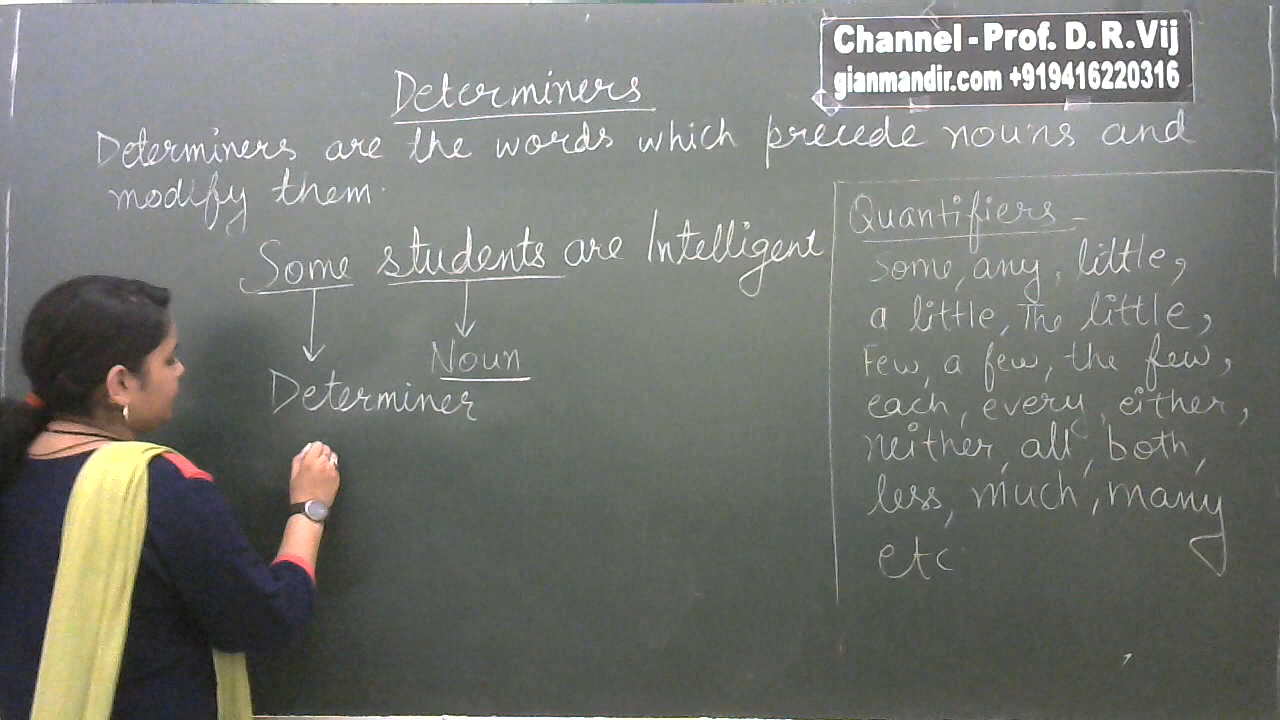 Channel - Prof. D. R. Vij
gianmandir.com +919416220316
Determiners
Determiners are the words which precede nouns and
modify them.
Some students are Intelligent
Noun
Determiner
Quantifiers -
some, any, little,
a little, The little,
Few, a few, the few,
each, every, either,
neither, all, both,
less, much, many
etc